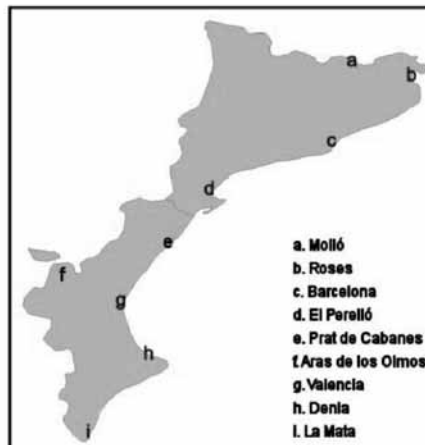 a
b
c
d
e
f
g
h
i
a. Molló
b. Roses
c. Barcelona
d. El Perelló
e. Prat de Cabanes
f. Aras de los Olmos
g. Valencia
h. Denia
i. La Mata